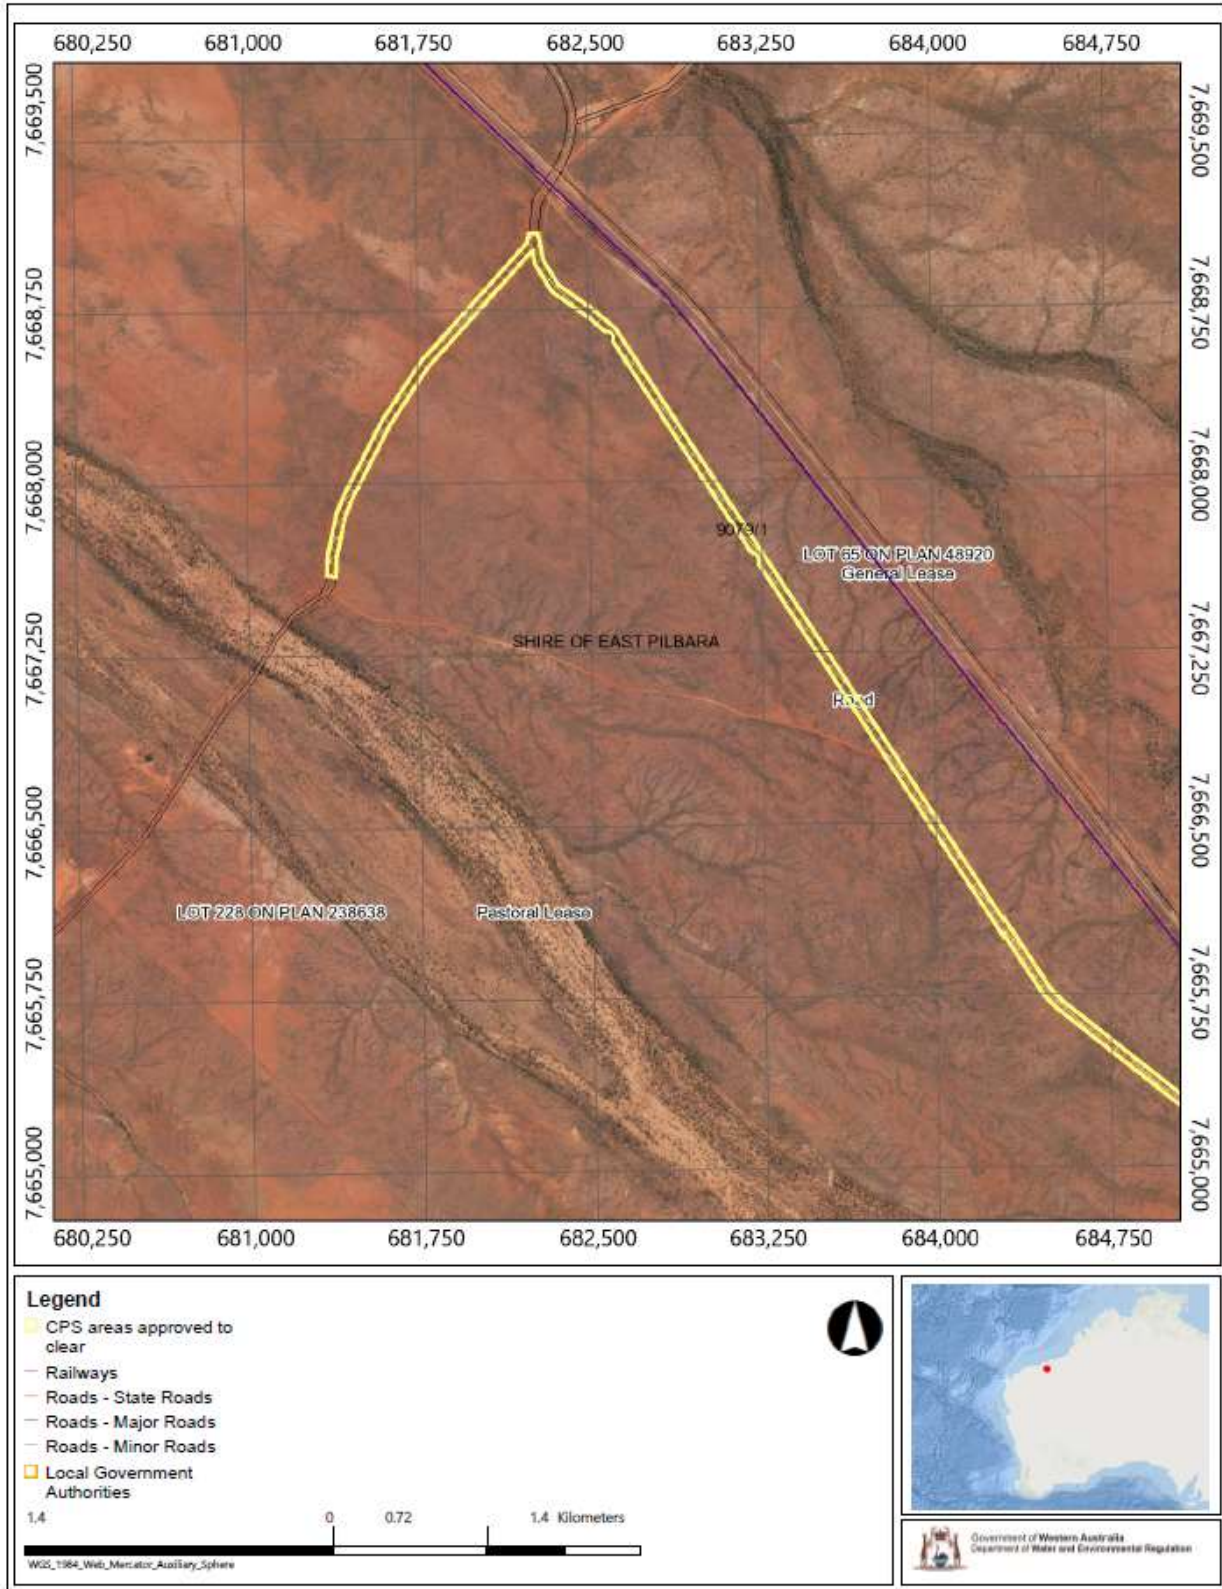 680,250 681,000 681,750 682,500 683,250 684,000 684,750
7,669,500
7,669,500
7,668,750
7,668,750
7,668,000
7,668,000
9079/1
LOT 65 ON PLAN 48920
General Lease
7,667,250
7,667,250
SHIRE OF EAST PILBARA
Road
7,666,500
7,666,500
LOT 228 ON PLAN 238638
Pastoral Lease
7,665,750
7,665,750
7,665,000
7,665,000
680,250 681,000 681,750 682,500 683,250 684,000 684,750
Legend
CPS areas approved to
clear
Railways
Roads - State Roads
Roads - Major Roads
Roads - Minor Roads
Local Government
Authorities
1.4 0 0.72 1.4 Kilometers
WGS_1984_Web_Mercator_Auxiliary_Sphere
Government of Western Australia
Department of Water and Environmental Regulation